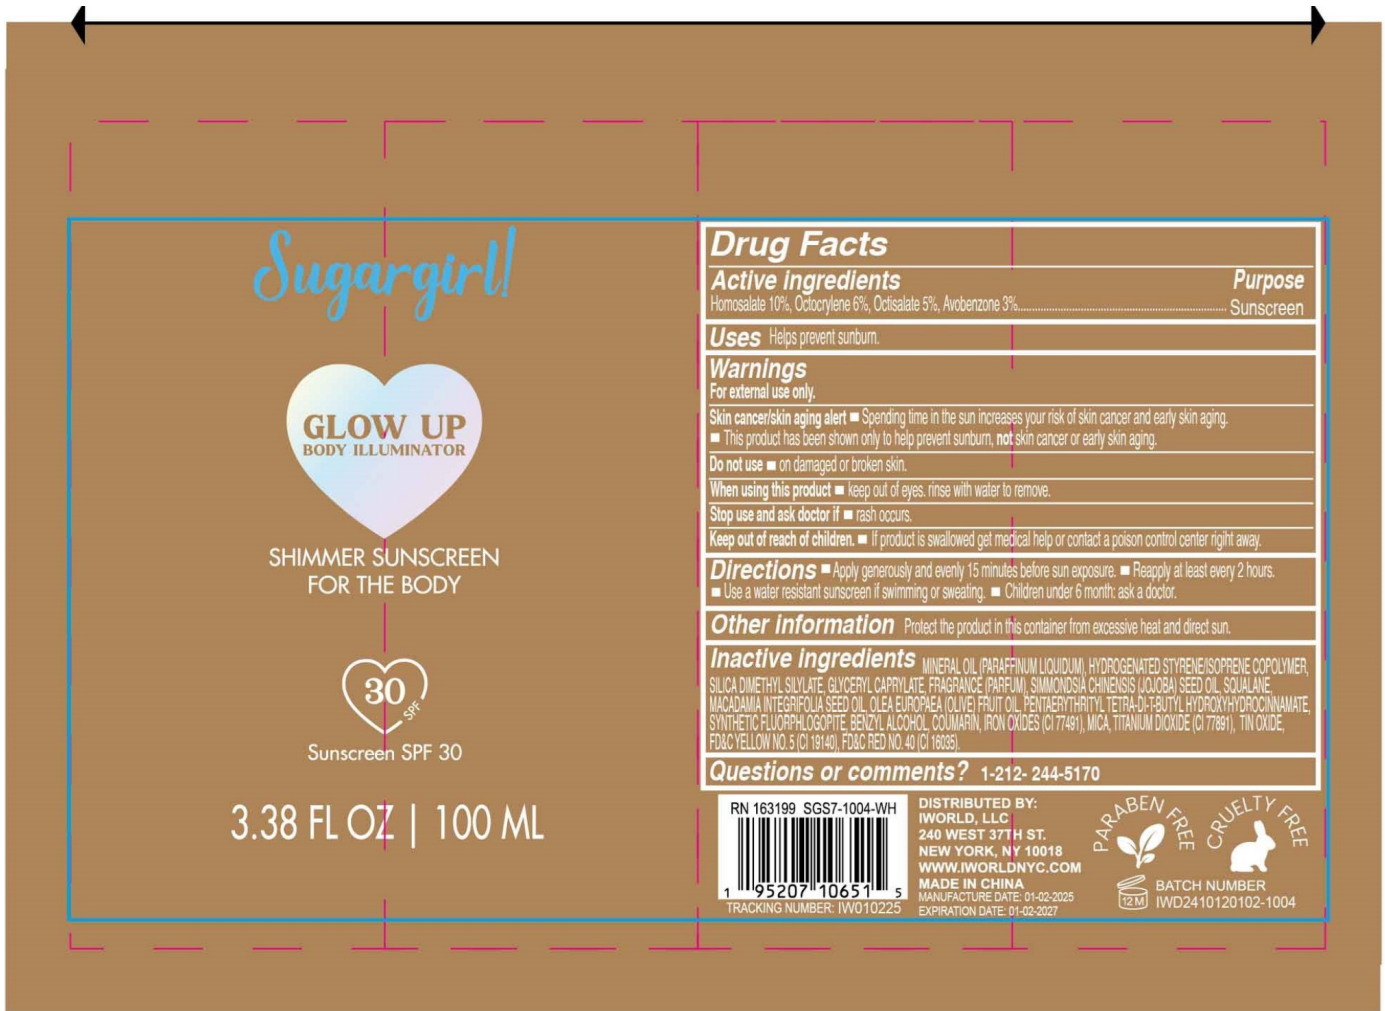 Sugargirl!
GLOW UP
BODY ILLUMINATOR
SHIMMER SUNSCREEN
FOR THE BODY
30
SPF
Sunscreen SPF 30
3.38 FL OZ | 100 ML
Drug Facts
Active ingredients Purpose
Homosalate 10%, Octocrylene 6%, Octisalate 5%, Avobenzone 3%.......................................................................... Sunscreen
Uses Helps prevent sunburn.
Warnings
For external use only.
Skin cancer/skin aging alert ■ Spending time in the sun increases your risk of skin cancer and early skin aging.
■ This product has been shown only to help prevent sunburn, not skin cancer or early skin aging.
Do not use ■ on damaged or broken skin.
When using this product ■ keep out of eyes. rinse with water to remove.
Stop use and ask doctor if ■ rash occurs.
Keep out of reach of children. ■ If product is swallowed get medical help or contact a poison control center rigiht away.
Directions ■ Apply generously and evenly 15 minutes before sun exposure. ■ Reapply at least every 2 hours.
■ Use a water resistant sunscreen if swimming or sweating. ■ Children under 6 month: ask a doctor.
Other information Protect the product in this container from excessive heat and direct sun.
Inactive ingredients MINERAL OIL (PARAFFINUM LIQUIDUM), HYDROGENATED STYRENE/ISOPRENE COPOLYMER,
SILICA DIMETHYL SILYLATE, GLYCERYL CAPRYLATE, FRAGRANCE (PARFUM), SIMMONDSIA CHINENSIS (JOJOBA) SEED OIL, SQUALANE,
MACADAMIA INTEGRIFOLIA SEED OIL, OLEA EUROPAEA (OLIVE) FRUIT OIL, PENTAERYTHRITYL TETRA-DI-T-BUTYL HYDROXYHYDROCINNAMATE,
SYNTHETIC FLUORPHLOGOPITE, BENZYL ALCOHOL, COUMARIN, IRON OXIDES (CI 77491), MICA, TITANIUM DIOXIDE (CI 77891), TIN OXIDE,
FD&C YELLOW NO. 5 (CI 19140), FD&C RED NO. 40 (CI 16035).
Questions or comments? 1-212- 244-5170
RN 163199 SGS7-1004-WH
1 95207 10651 5
TRACKING NUMBER: IW010225
DISTRIBUTED BY:
IWORLD, LLC
240 WEST 37TH ST.
NEW YORK, NY 10018
WWW.IWORLDNYC.COM
MADE IN CHINA
MANUFACTURE DATE: 01-02-2025
EXPIRATION DATE: 01-02-2027
PARABEN FREE
CRUELTY FREE
12 M
BATCH NUMBER
IWD2410120102-1004